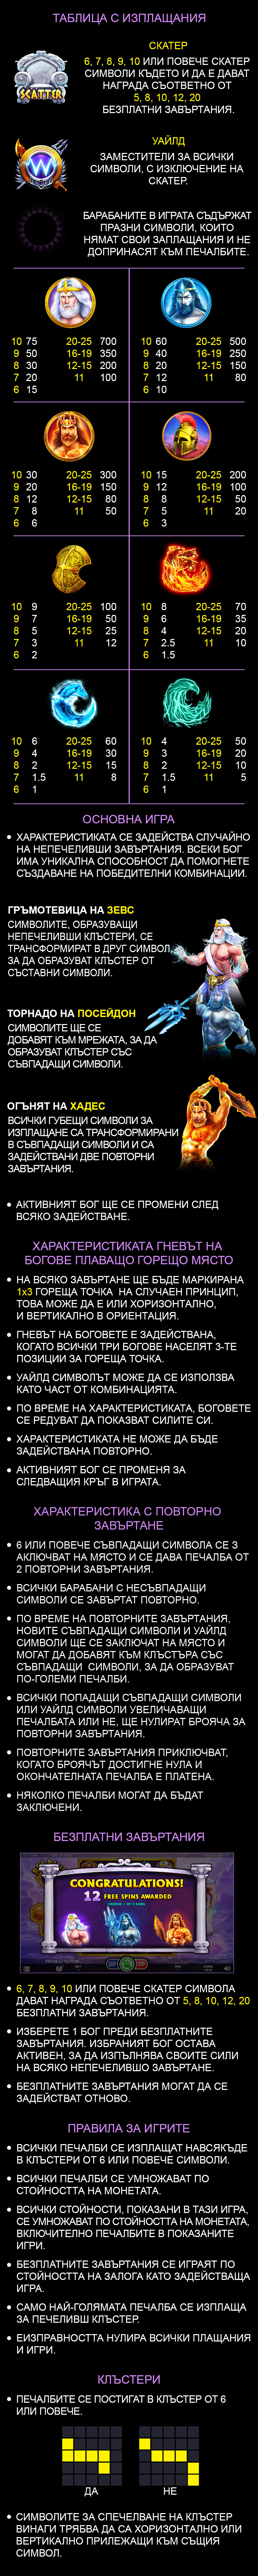 ТАБЛИЦА С ИЗПЛАЩАНИЯ
СКАТЕР
6, 7, 8, 9, 10 ИЛИ ПОВЕЧЕ СКАТЕР
СИМВОЛИ КЪДЕТО И ДА Е ДАВАТ
НАГРАДА СЪОТВЕТНО ОТ
5, 8, 10, 12, 20
БЕЗПЛАТНИ ЗАВЪРТАНИЯ.
SCATTER
УАЙЛД
ЗАМЕСТИТЕЛИ ЗА ВСИЧКИ
СИМВОЛИ, С ИЗКЛЮЧЕНИЕ НА
СКАТЕР.
W
БАРАБАНИТЕ В ИГРАТА СЪДЪРЖАТ
ПРАЗНИ СИМВОЛИ, КОИТО
НЯМАТ СВОИ ЗАПЛАЩАНИЯ И НЕ
ДОПРИНАСЯТ КЪМ ПЕЧАЛБИТЕ.
10 75 20-25 700
9 50 16-19 350
8 30 12-15 200
7 20 11 100
6 15
10 60 20-25 500
9 40 16-19 250
8 20 12-15 150
7 12 11 80
6 10
10 30 20-25 300
9 20 16-19 150
8 12 12-15 80
7 8 11 50
6 6
10 15 20-25 200
9 12 16-19 100
8 8 12-15 50
7 5 11 20
6 3
10 9 20-25 100
9 7 16-19 50
8 5 12-15 25
7 3 11 12
6 2
10 8 20-25 70
9 6 16-19 35
8 4 12-15 20
7 2.5 11 10
6 1.5
10 6 20-25 60
9 4 16-19 30
8 2 12-15 15
7 1.5 11 8
6 1
10 4 20-25 50
9 3 16-19 20
8 2 12-15 10
7 1.5 11 5
6 1
ОСНОВНА ИГРА
• ХАРАКТЕРИСТИКАТА СЕ ЗАДЕЙСТВА СЛУЧАЙНО
НА НЕПЕЧЕЛИВШИ ЗАВЪРТАНИЯ. ВСЕКИ БОГ
ИМА УНИКАЛНА СПОСОБНОСТ ДА ПОМОГНЕТЕ
СЪЗДАВАНЕ НА ПОБЕДИТЕЛНИ КОМБИНАЦИИ.
ГРЪМОТЕВИЦА НА ЗЕВС
СИМВОЛИТЕ, ОБРАЗУВАЩИ
НЕПЕЧЕЛИВШИ КЛЪСТЕРИ, СЕ
ТРАНСФОРМИРАТ В ДРУГ СИМВОЛ,
ЗА ДА ОБРАЗУВАТ КЛЪСТЕР ОТ
СЪСТАВНИ СИМВОЛИ.
ТОРНАДО НА ПОСЕЙДОН
СИМВОЛИТЕ ЩЕ СЕ
ДОБАВЯТ КЪМ МРЕЖАТА, ЗА ДА
ОБРАЗУВАТ КЛЪСТЕР СЪС
СЪВПАДАЩИ СИМВОЛИ.
ОГЪНЯТ НА ХАДЕС
ВСИЧКИ ГУБЕЩИ СИМВОЛИ ЗА
ИЗПЛАЩАНЕ СА ТРАНСФОРМИРАНИ
В СЪВПАДАЩИ СИМВОЛИ И СА
ЗАДЕЙСТВАНИ ДВЕ ПОВТОРНИ
ЗАВЪРТАНИЯ.
• АКТИВНИЯТ БОГ ЩЕ СЕ ПРОМЕНИ СЛЕД
ВСЯКО ЗАДЕЙСТВАНЕ.
ХАРАКТЕРИСТИКАТА ГНЕВЪТ НА
БОГОВЕ ПЛАВАЩО ГОРЕЩО МЯСТО
• НА ВСЯКО ЗАВЪРТАНЕ ЩЕ БЪДЕ МАРКИРАНА
1x3 ГОРЕЩА ТОЧКА НА СЛУЧАЕН ПРИНЦИП,
ТОВА МОЖЕ ДА Е ИЛИ ХОРИЗОНТАЛНО,
И ВЕРТИКАЛНО В ОРИЕНТАЦИЯ.
• ГНЕВЪТ НА БОГОВЕТЕ Е ЗАДЕЙСТВАНА,
КОГАТО ВСИЧКИ ТРИ БОГОВЕ НАСЕЛЯТ 3-ТЕ
ПОЗИЦИИ ЗА ГОРЕЩА ТОЧКА.
• УАЙЛД СИМВОЛЪТ МОЖЕ ДА СЕ ИЗПОЛЗВА
КАТО ЧАСТ ОТ КОМБИНАЦИЯТА.
• ПО ВРЕМЕ НА ХАРАКТЕРИСТИКАТА, БОГОВЕТЕ
СЕ РЕДУВАТ ДА ПОКАЗВАТ СИЛИТЕ СИ.
• ХАРАКТЕРИСТИКАТА НЕ МОЖЕ ДА БЪДЕ
ЗАДЕЙСТВАНА ПОВТОРНО.
• АКТИВНИЯТ БОГ СЕ ПРОМЕНЯ ЗА
СЛЕДВАЩИЯ КРЪГ В ИГРАТА.
ХАРАКТЕРИСТИКА С ПОВТОРНО
ЗАВЪРТАНЕ
• 6 ИЛИ ПОВЕЧЕ СЪВПАДАЩИ СИМВОЛА СЕ З
АКЛЮЧВАТ НА МЯСТО И СЕ ДАВА ПЕЧАЛБА ОТ
2 ПОВТОРНИ ЗАВЪРТАНИЯ.
• ВСИЧКИ БАРАБАНИ С НЕСЪВПАДАЩИ
СИМВОЛИ СЕ ЗАВЪРТАТ ПОВТОРНО.
• ПО ВРЕМЕ НА ПОВТОРНИТЕ ЗАВЪРТАНИЯ,
НОВИТЕ СЪВПАДАЩИ СИМВОЛИ И УАЙЛД
СИМВОЛИ ЩЕ СЕ ЗАКЛЮЧАТ НА МЯСТО И
МОГАТ ДА ДОБАВЯТ КЪМ КЛЪСТЪРА СЪС
СЪВПАДАЩИ СИМВОЛИ, ЗА ДА ОБРАЗУВАТ
ПО-ГОЛЕМИ ПЕЧАЛБИ.
• ВСИЧКИ ПОПАДАЩИ СЪВПАДАЩИ СИМВОЛИ
ИЛИ УАЙЛД СИМВОЛИ УВЕЛИЧАВАЩИ
ПЕЧАЛБАТА ИЛИ НЕ, ЩЕ НУЛИРАТ БРОЯЧА ЗА
ПОВТОРНИ ЗАВЪРТАНИЯ.
• ПОВТОРНИТЕ ЗАВЪРТАНИЯ ПРИКЛЮЧВАТ,
КОГАТО БРОЯЧЪТ ДОСТИГНЕ НУЛА И
ОКОНЧАТЕЛНАТА ПЕЧАЛБА Е ПЛАТЕНА.
• НЯКОЛКО ПЕЧАЛБИ МОГАТ ДА БЪДАТ
ЗАКЛЮЧЕНИ.
БЕЗПЛАТНИ ЗАВЪРТАНИЯ
CONGRATULATIONS!
12 FREE SPINS AWARDED
• 6, 7, 8, 9, 10 ИЛИ ПОВЕЧЕ СКАТЕР СИМВОЛА
ДАВАТ НАГРАДА СЪОТВЕТНО ОТ 5, 8, 10, 12, 20
БЕЗПЛАТНИ ЗАВЪРТАНИЯ.
• ИЗБЕРЕТЕ 1 БОГ ПРЕДИ БЕЗПЛАТНИТЕ
ЗАВЪРТАНИЯ. ИЗБРАНИЯТ БОГ ОСТАВА
АКТИВЕН, ЗА ДА ИЗПЪЛНЯВА СВОИТЕ СИЛИ
НА ВСЯКО НЕПЕЧЕЛИВШО ЗАВЪРТАНЕ.
• БЕЗПЛАТНИТЕ ЗАВЪРТАНИЯ МОГАТ ДА СЕ
ЗАДЕЙСТВАТ ОТНОВО.
ПРАВИЛА ЗА ИГРИТЕ
• ВСИЧКИ ПЕЧАЛБИ СЕ ИЗПЛАЩАТ НАВСЯКЪДЕ
В КЛЪСТЕРИ ОТ 6 ИЛИ ПОВЕЧЕ СИМВОЛИ.
• ВСИЧКИ ПЕЧАЛБИ СЕ УМНОЖАВАТ ПО
СТОЙНОСТТА НА МОНЕТАТА.
• ВСИЧКИ СТОЙНОСТИ, ПОКАЗАНИ В ТАЗИ ИГРА,
СЕ УМНОЖАВАТ ПО СТОЙНОСТТА НА МОНЕТАТА,
ВКЛЮЧИТЕЛНО ПЕЧАЛБИТЕ В ПОКАЗАНИТЕ
ИГРИ.
• БЕЗПЛАТНИТЕ ЗАВЪРТАНИЯ СЕ ИГРАЯТ ПО
СТОЙНОСТТА НА ЗАЛОГА КАТО ЗАДЕЙСТВАЩА
ИГРА.
• САМО НАЙ-ГОЛЯМАТА ПЕЧАЛБА СЕ ИЗПЛАЩА
ЗА ПЕЧЕЛИВШ КЛЪСТЕР.
• ЕИЗПРАВНОСТТА НУЛИРА ВСИЧКИ ПЛАЩАНИЯ
И ИГРИ.
КЛЪСТЕРИ
• ПЕЧАЛБИТЕ СЕ ПОСТИГАТ В КЛЪСТЕР ОТ 6
ИЛИ ПОВЕЧЕ.
ДА НЕ
• СИМВОЛИТЕ ЗА СПЕЧЕЛВАНЕ НА КЛЪСТЕР
ВИНАГИ ТРЯБВА ДА СА ХОРИЗОНТАЛНО ИЛИ
ВЕРТИКАЛНО ПРИЛЕЖАЩИ КЪМ СЪЩИЯ
СИМВОЛ.